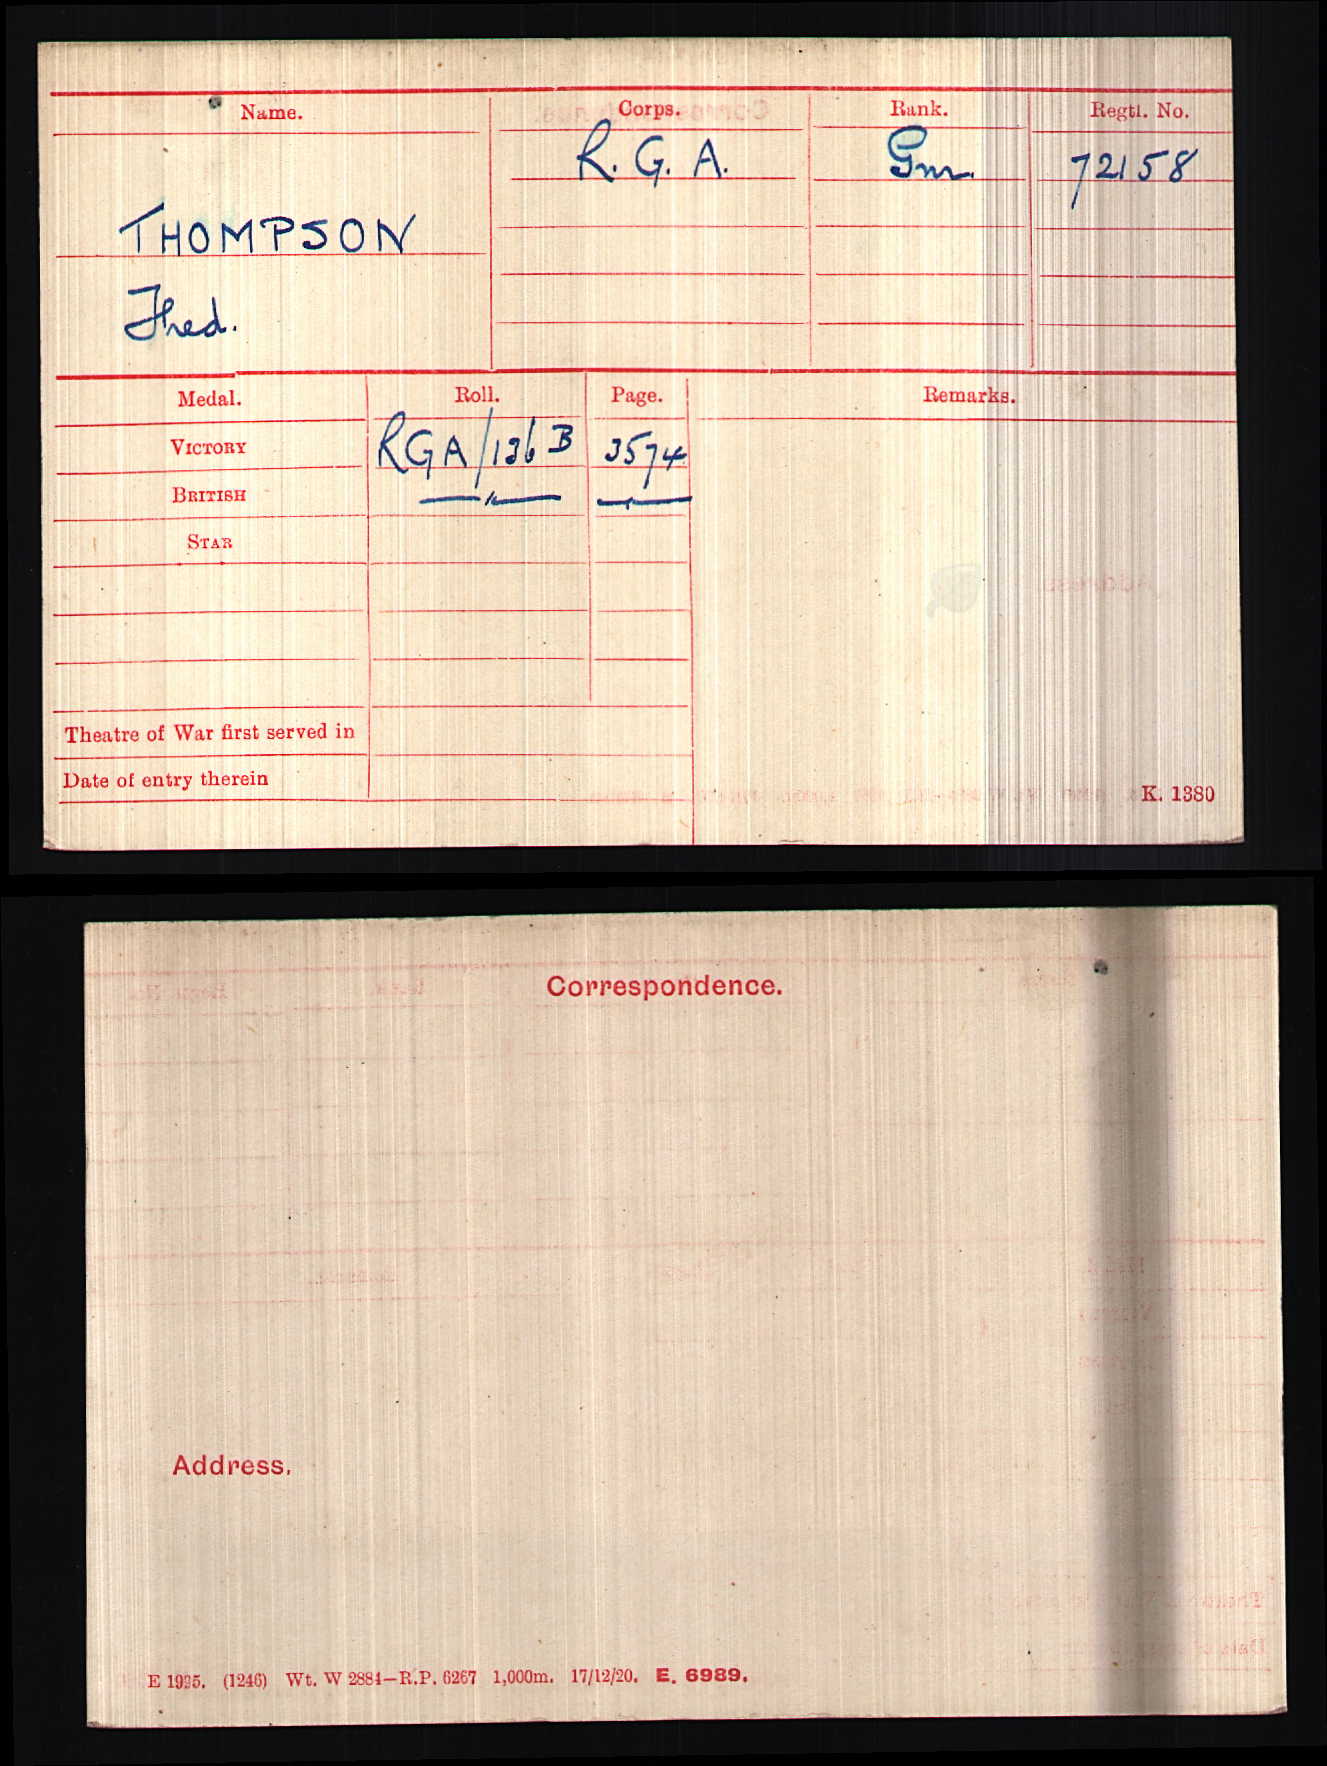 Name. Corps. Rank. Regtl. No.
R. G. A. Gnr. 72158
THOMPSON
Fred.
Medal. Roll. Page. Remarks.
VICTORY RGA/136 B 3574
BRITISH —"— —"—
STAR
Theatre of War first served in
Date of entry therein
K. 1380
Correspondence.
Address.
E 1995. (1246) Wt. W 2884—R.P. 6267 1,000m. 17/12/20. E. 6989.